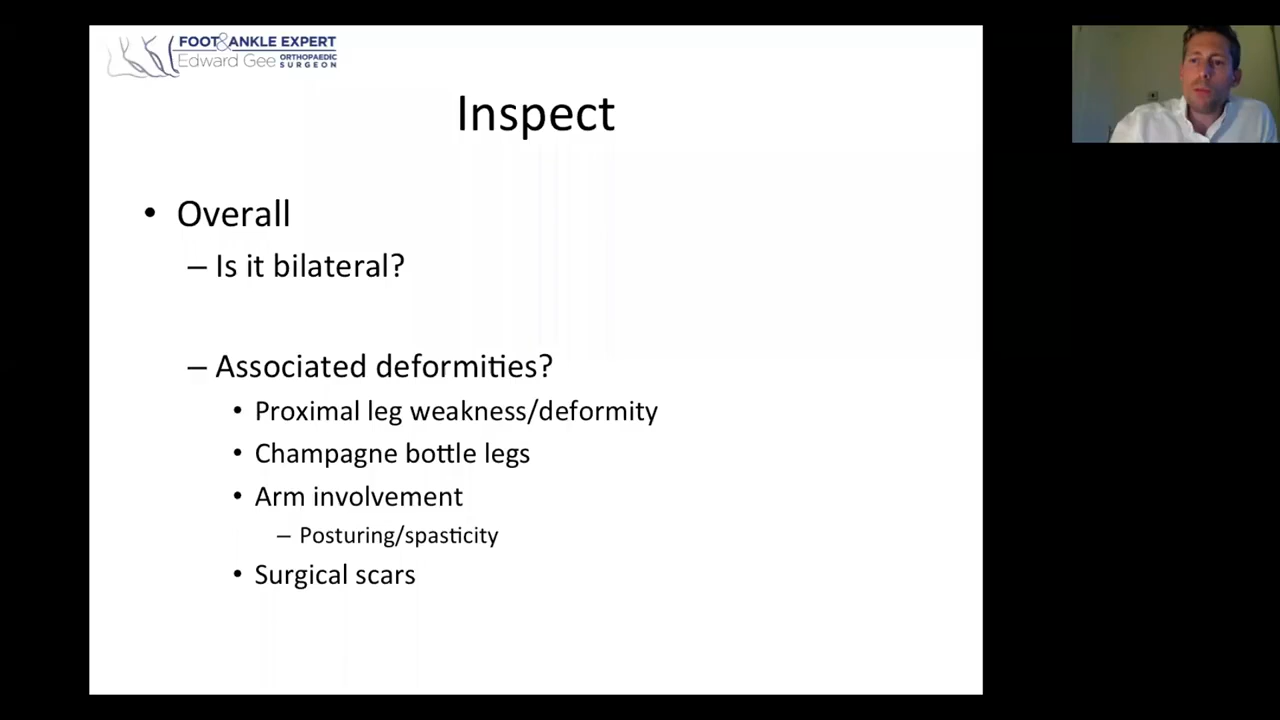 FOOT & ANKLE EXPERT
Edward Gee ORTHOPAEDIC SURGEON
Inspect
• Overall
– Is it bilateral?
– Associated deformities?
• Proximal leg weakness/deformity
• Champagne bottle legs
• Arm involvement
– Posturing/spasticity
• Surgical scars